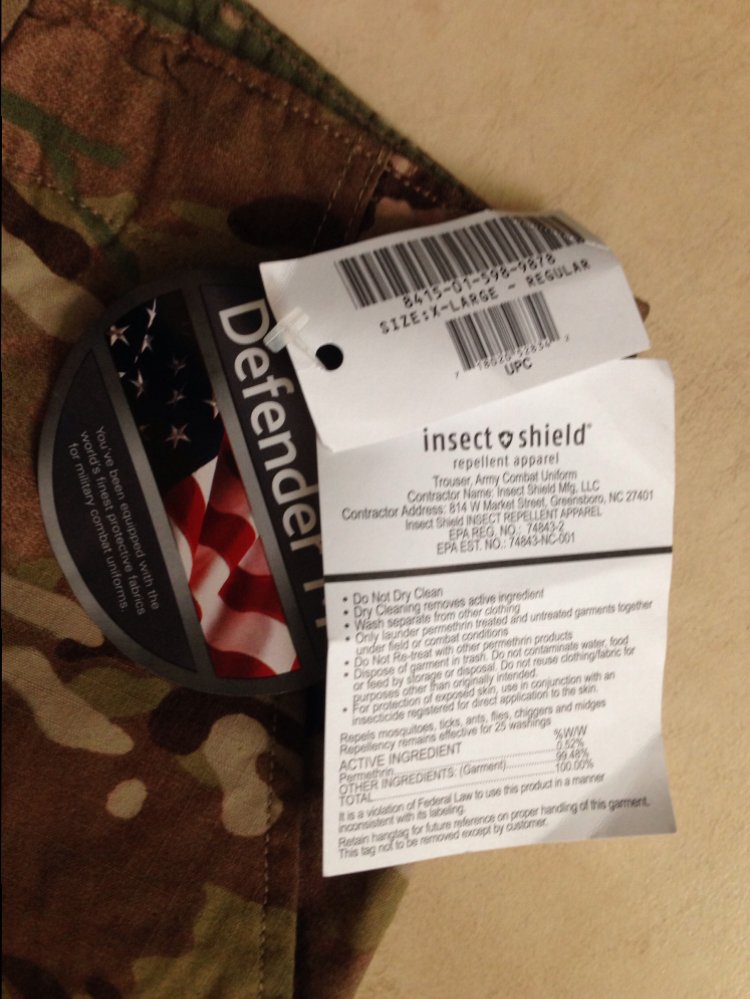 8415-01-598-9878
SIZE:X-LARGE - REGULAR
UPC
insect shield®
repellent apparel
Trouser, Army Combat Uniform
Contractor Name: Insect Shield Mfg, LLC
Contractor Address: 814 W Market Street, Greensboro, NC 27401
Insect Shield INSECT REPELLENT APPAREL
EPA REG. NO.: 74843-2
EPA EST. NO.: 74843-NC-001
• Do Not Dry Clean
• Dry Cleaning removes active ingredient
• Wash separate from other clothing
• Only launder permethrin treated and untreated garments together
under field or combat conditions
• Do Not Re-treat with other permethrin products
• Dispose of garment in trash. Do not contaminate water, food
or feed by storage or disposal. Do not reuse clothing/fabric for
purposes other than originally intended.
• For protection of exposed skin, use in conjunction with an
insecticide registered for direct application to the skin.
Repels mosquitoes, ticks, ants, flies, chiggers and midges
Repellency remains effective for 25 washings
ACTIVE INGREDIENT %W/W
Permethrin 0.52%
OTHER INGREDIENTS: (Garment) 99.48%
TOTAL 100.00%
It is a violation of Federal Law to use this product in a manner
inconsistent with its labeling.
Retain hangtag for future reference on proper handling of this garment.
This tag not to be removed except by customer.
Defender
You've been equipped with the
world's finest protective fabrics
for military combat uniforms.